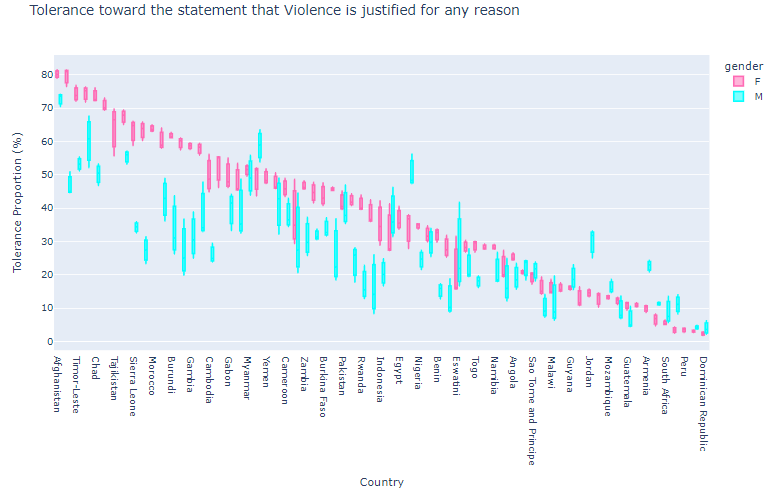 Tolerance toward the statement that Violence is justified for any reason
gender
F
M
Tolerance Proportion (%)
80
70
60
50
40
30
20
10
0
Afghanistan
Timor-Leste
Chad
Tajikistan
Sierra Leone
Morocco
Burundi
Gambia
Cambodia
Gabon
Myanmar
Yemen
Cameroon
Zambia
Burkina Faso
Pakistan
Rwanda
Indonesia
Egypt
Nigeria
Benin
Eswatini
Togo
Namibia
Angola
Sao Tome and Principe
Malawi
Guyana
Jordan
Mozambique
Guatemala
Armenia
South Africa
Peru
Dominican Republic
Country